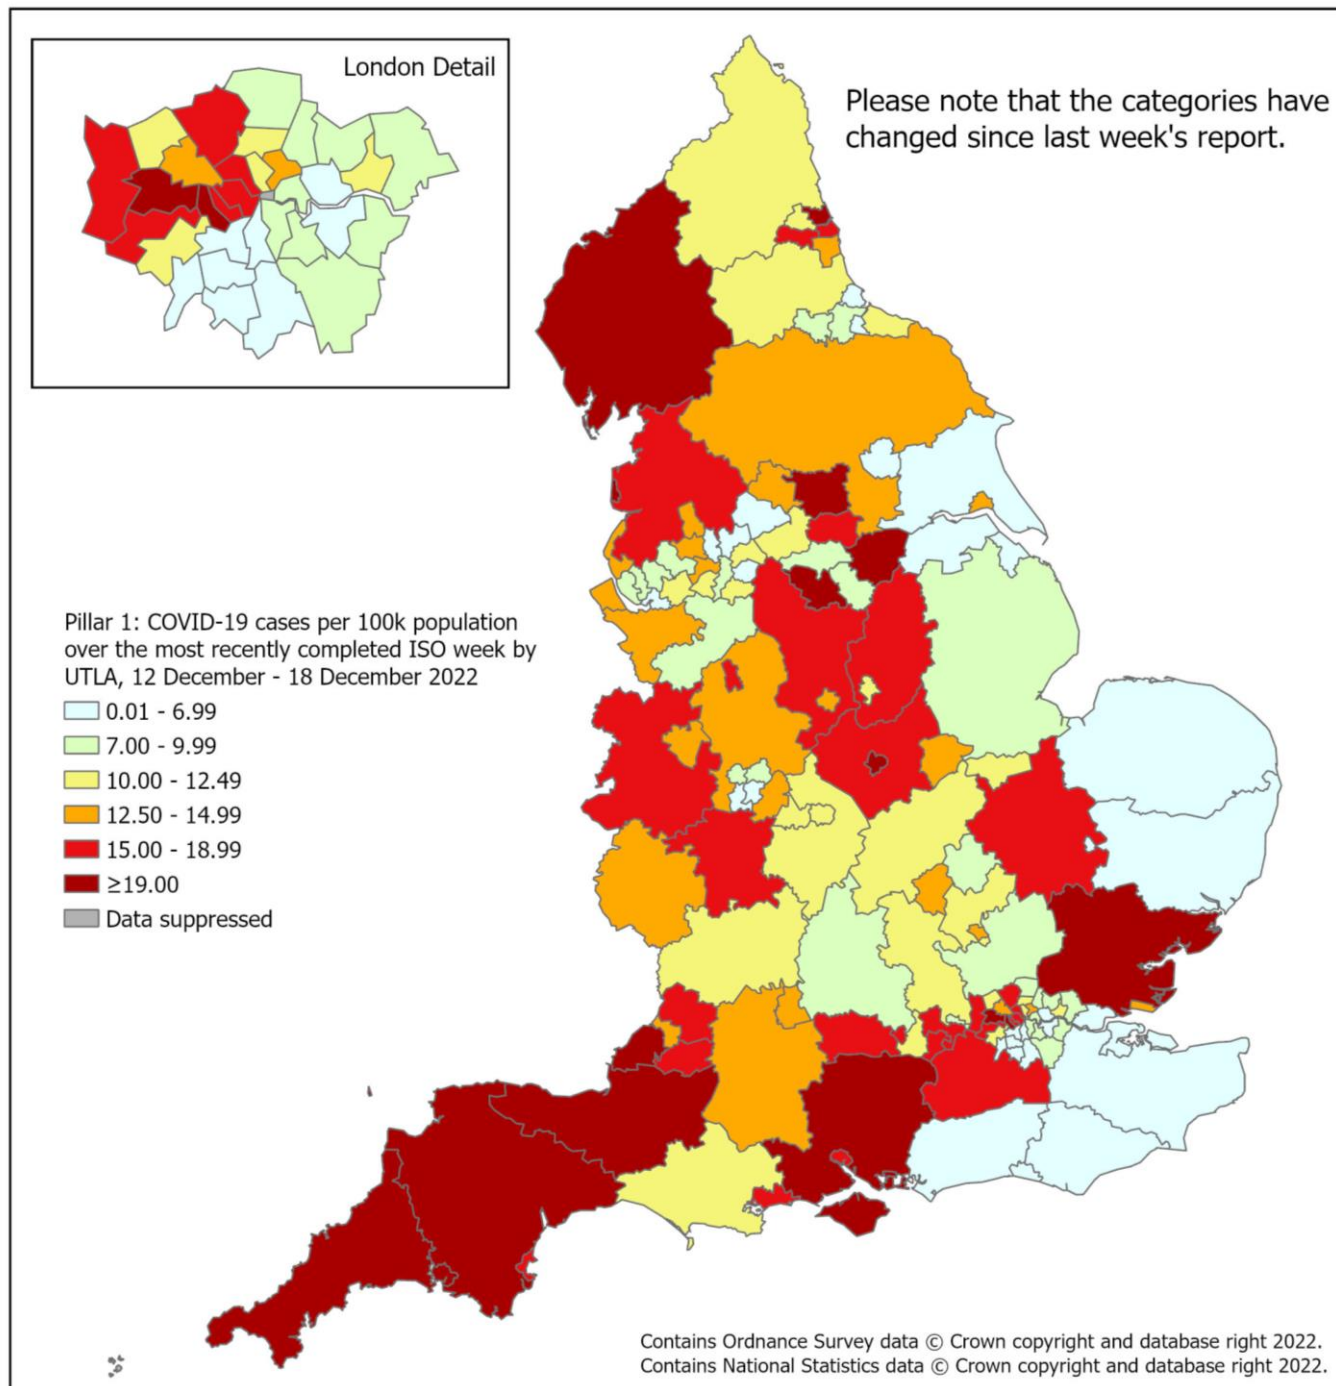 London Detail
Please note that the categories have
changed since last week's report.
Pillar 1: COVID-19 cases per 100k population
over the most recently completed ISO week by
UTLA, 12 December - 18 December 2022
0.01 - 6.99
7.00 - 9.99
10.00 - 12.49
12.50 - 14.99
15.00 - 18.99
≥19.00
Data suppressed
Contains Ordnance Survey data © Crown copyright and database right 2022.
Contains National Statistics data © Crown copyright and database right 2022.